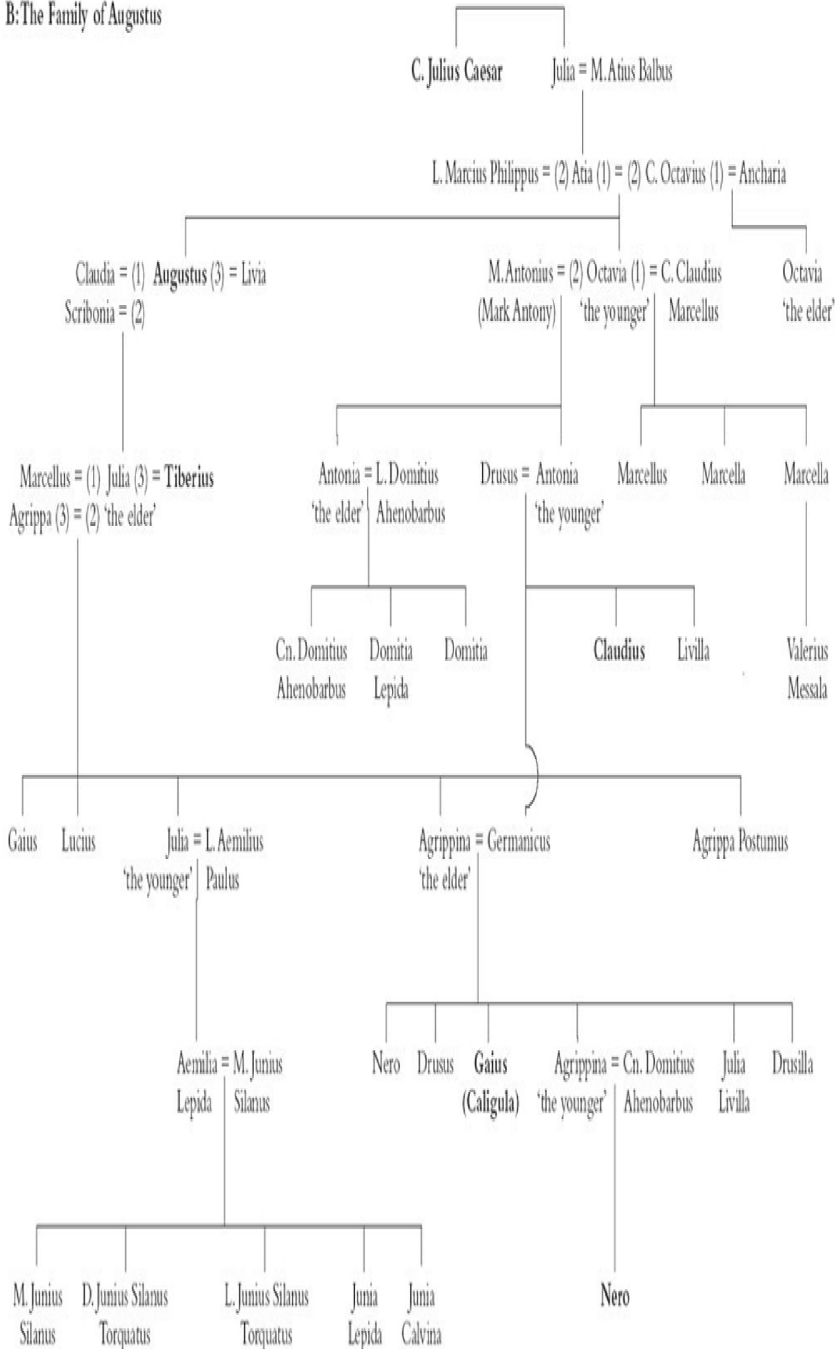 B: The Family of Augustus
C. Julius Caesar Julia = M. Atius Balbus
L. Marcius Philippus = (2) Atia (1) = (2) C. Octavius (1) = Ancharia
Claudia = (1) Augustus (3) = Livia
Scribonia = (2)
M. Antonius = (2) Octavia (1) = C. Claudius
(Mark Antony) ‘the younger’ Marcellus
Octavia
‘the elder’
Marcellus = (1) Julia (3) = Tiberius
Agrippa (3) = (2) ‘the elder’
Antonia = L. Domitius
‘the elder’ Ahenobarbus
Drusus = Antonia
‘the younger’
Marcellus
Marcella
Marcella
Cn. Domitius
Ahenobarbus
Domitia
Lepida
Domitia
Claudius
Livilla
Valerius
Messala
Gaius
Lucius
Julia = L. Aemilius
‘the younger’ Paulus
Agrippina = Germanicus
‘the elder’
Agrippa Postumus
Aemilia = M. Junius
Lepida Silanus
Nero
Drusus
Gaius
(Caligula)
Agrippina = Cn. Domitius
‘the younger’ Ahenobarbus
Julia
Livilla
Drusilla
M. Junius
Silanus
D. Junius Silanus
Torquatus
L. Junius Silanus
Torquatus
Junia
Lepida
Junia
Calvina
Nero